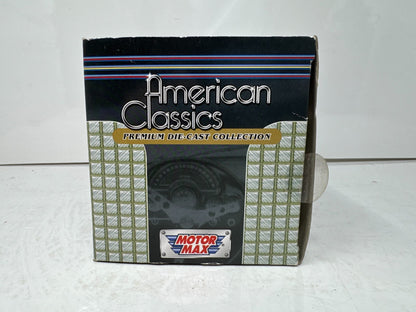 American
Classics
PREMIUM DIE-CAST COLLECTION
MOTOR
MAX